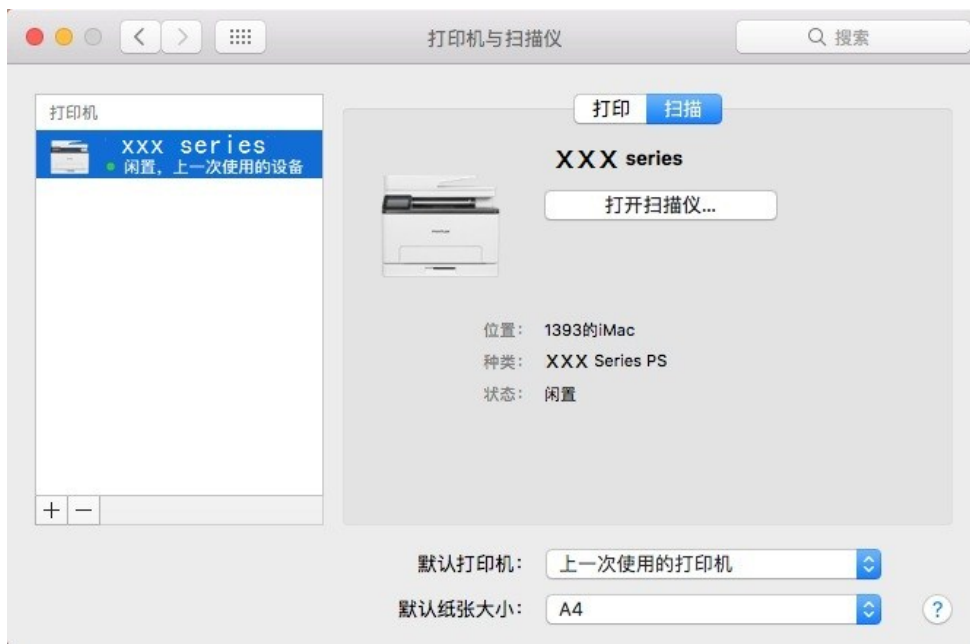 打印机与扫描仪
搜索
打印机
xxx series
闲置，上一次使用的设备
打印 扫描
XXX series
打开扫描仪...
位置： 1393的iMac
种类： XXX Series PS
状态： 闲置
+ −
默认打印机： 上一次使用的打印机
默认纸张大小： A4
?